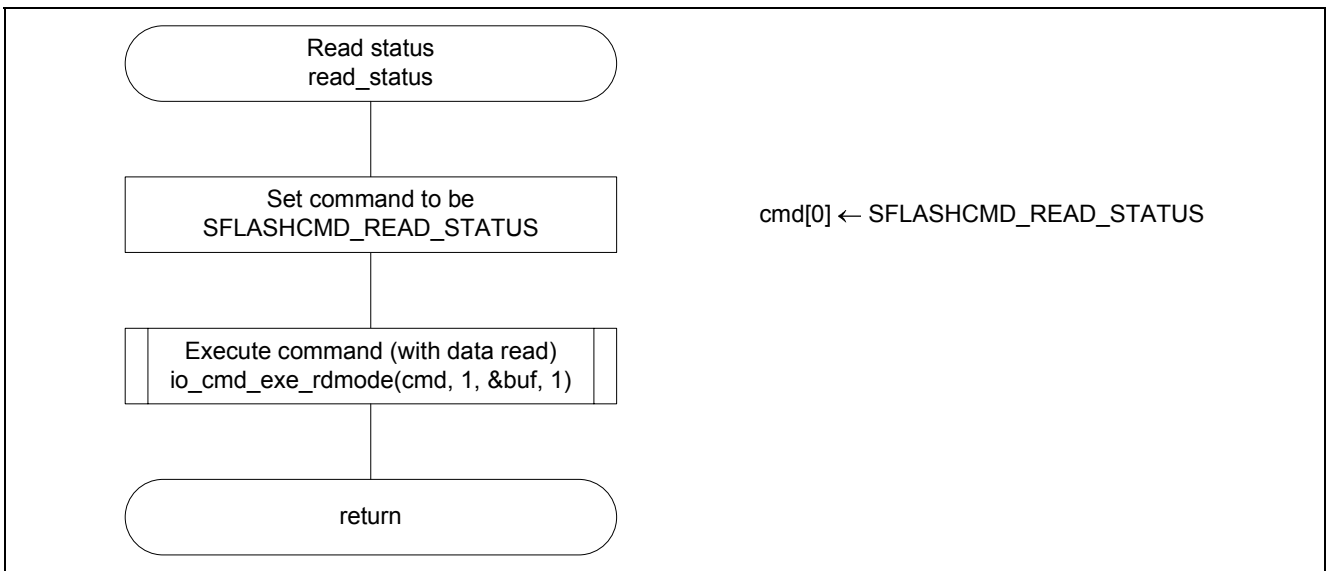 Read status
read_status
Set command to be
SFLASHCMD_READ_STATUS
cmd[0] ← SFLASHCMD_READ_STATUS
Execute command (with data read)
io_cmd_exe_rdmode(cmd, 1, &buf, 1)
return